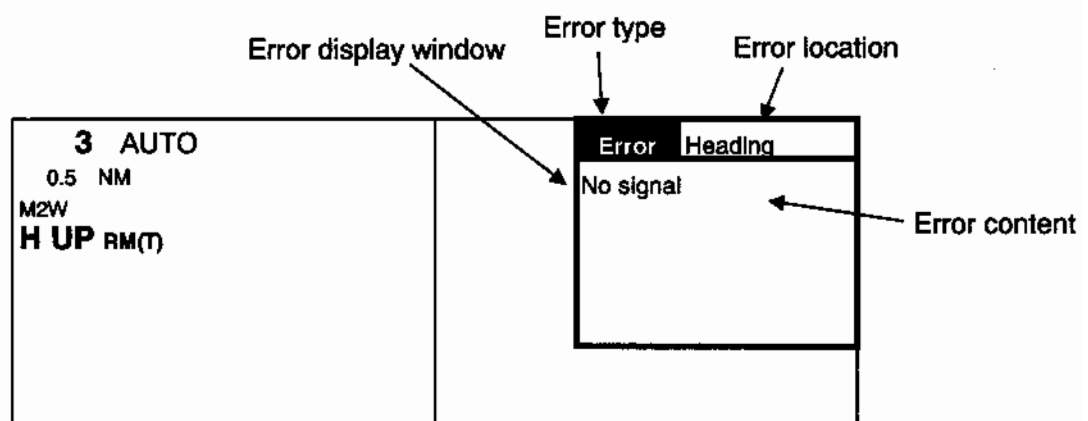 Error type
Error display window
Error location
3 AUTO
0.5 NM
M2W
H UP RM(T)
Error Heading
No signal
Error content